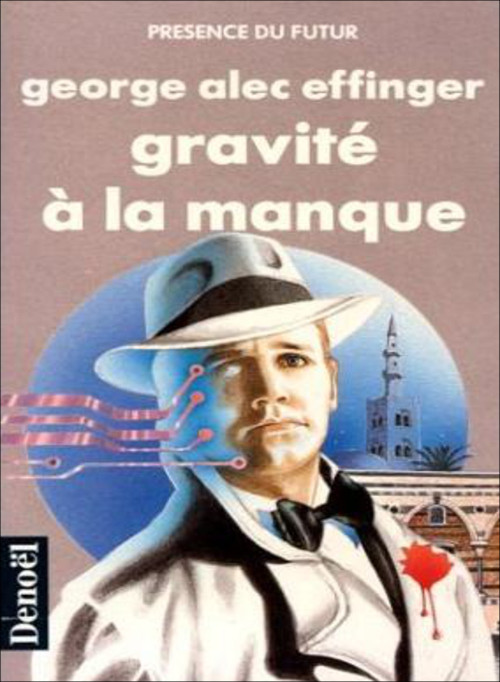 PRESENCE DU FUTUR
george alec effinger
gravité
à la manque
Denoël